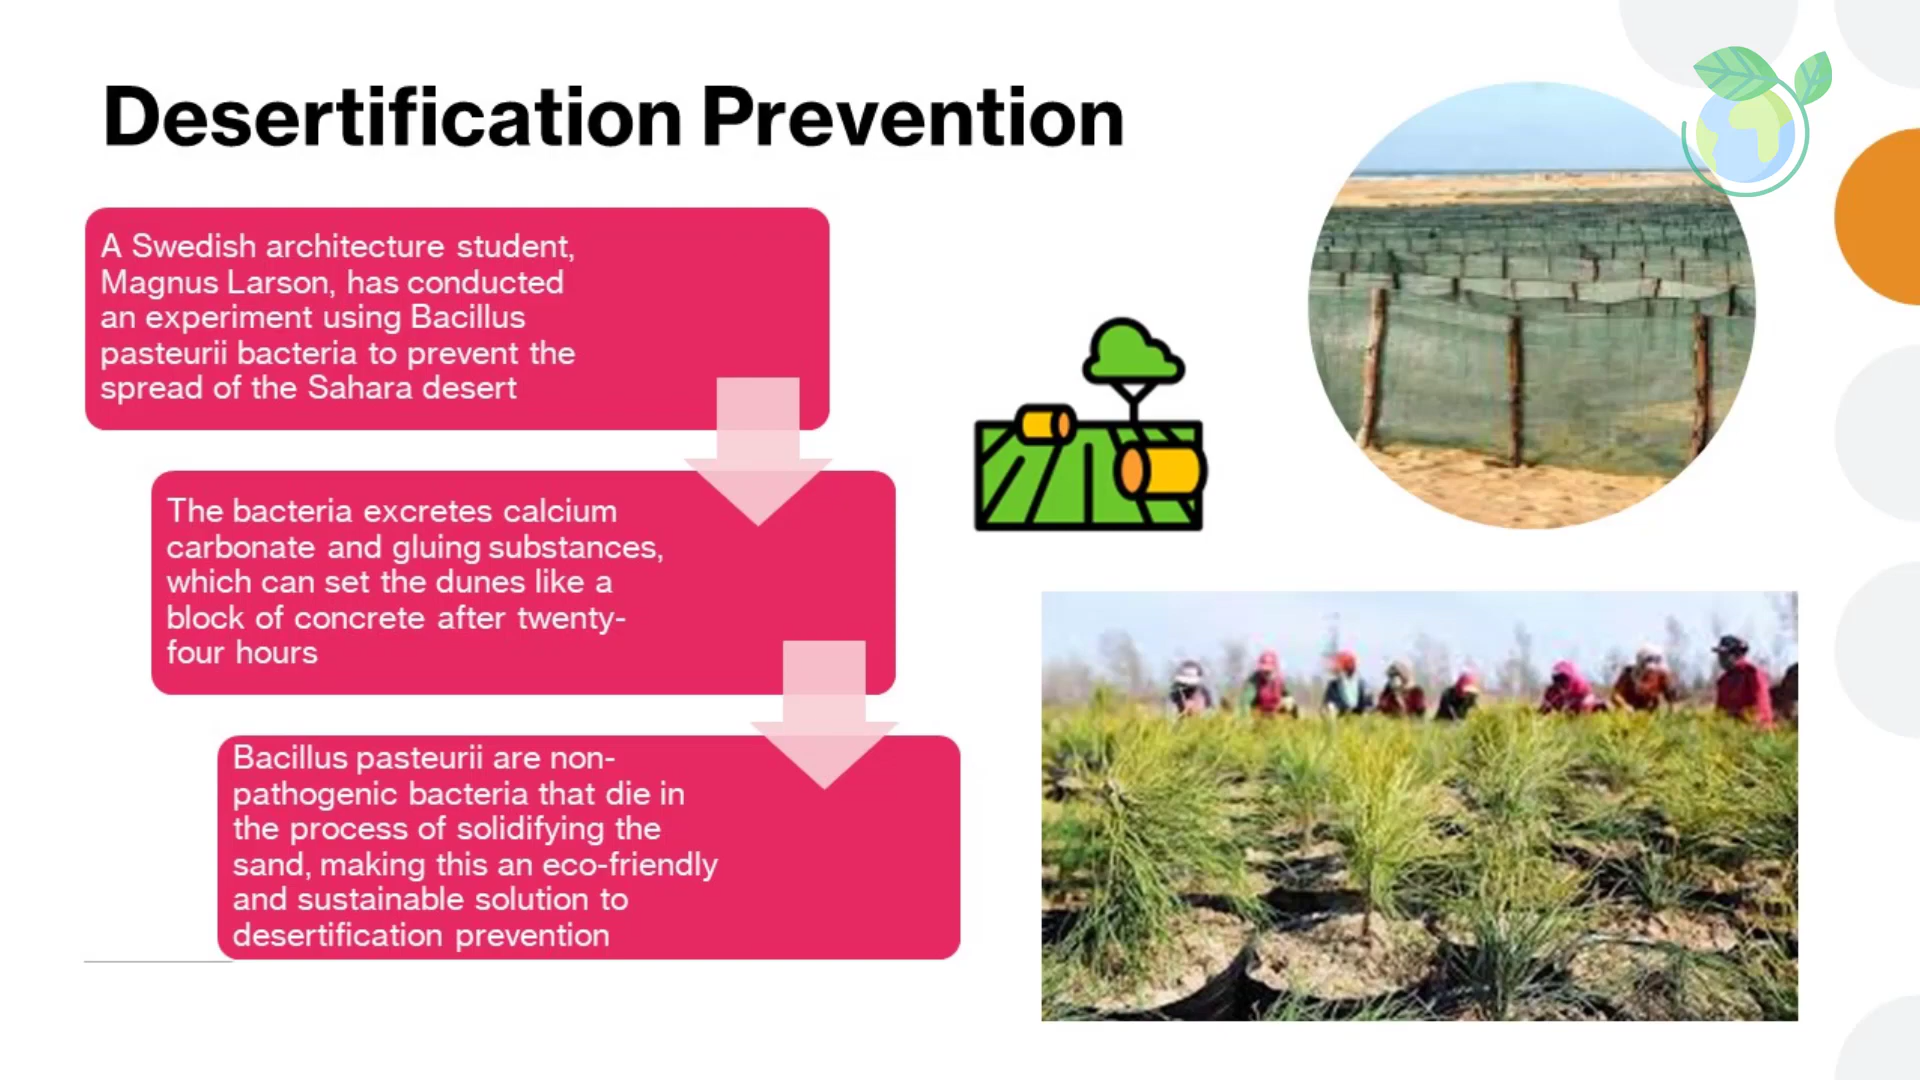 Desertification Prevention
A Swedish architecture student,
Magnus Larson, has conducted
an experiment using Bacillus
pasteurii bacteria to prevent the
spread of the Sahara desert
The bacteria excretes calcium
carbonate and gluing substances,
which can set the dunes like a
block of concrete after twenty-
four hours
Bacillus pasteurii are non-
pathogenic bacteria that die in
the process of solidifying the
sand, making this an eco-friendly
and sustainable solution to
desertification prevention